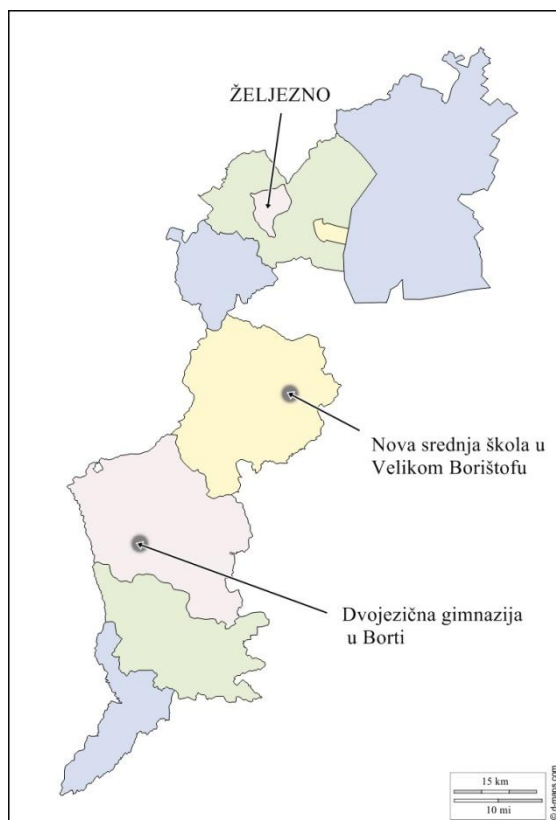 ŽELJEZNO
Nova srednja škola u
Velikom Borištofu
Dvojezična gimnazija
u Borti
15 km
10 mi
© d-maps.com